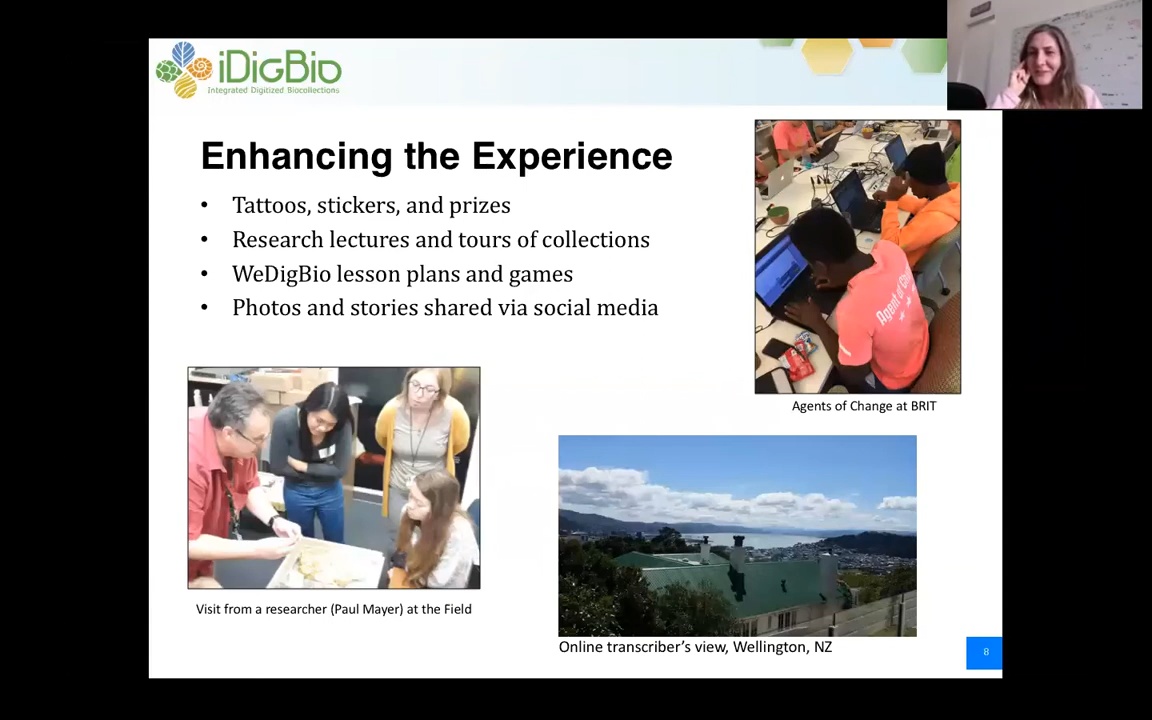 iDigBio
Integrated Digitized Biocollections
Enhancing the Experience
• Tattoos, stickers, and prizes
• Research lectures and tours of collections
• WeDigBio lesson plans and games
• Photos and stories shared via social media
Agent of
Agents of Change at BRIT
Visit from a researcher (Paul Mayer) at the Field
Online transcriber’s view, Wellington, NZ
8